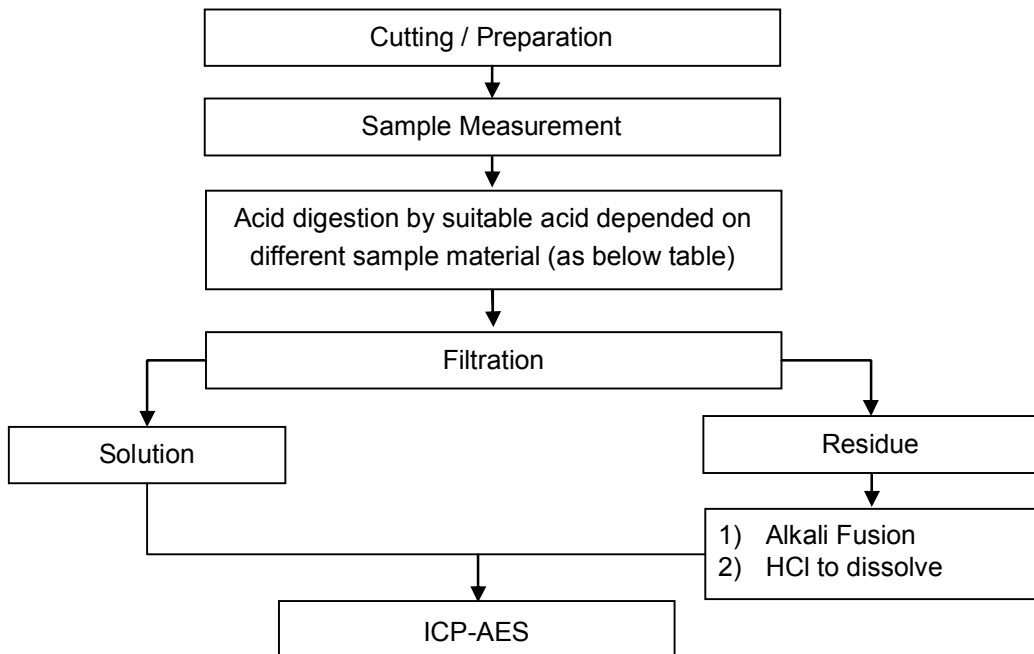 Cutting / Preparation
Sample Measurement
Acid digestion by suitable acid depended on
different sample material (as below table)
Filtration
Solution
Residue
1) Alkali Fusion
2) HCl to dissolve
ICP-AES